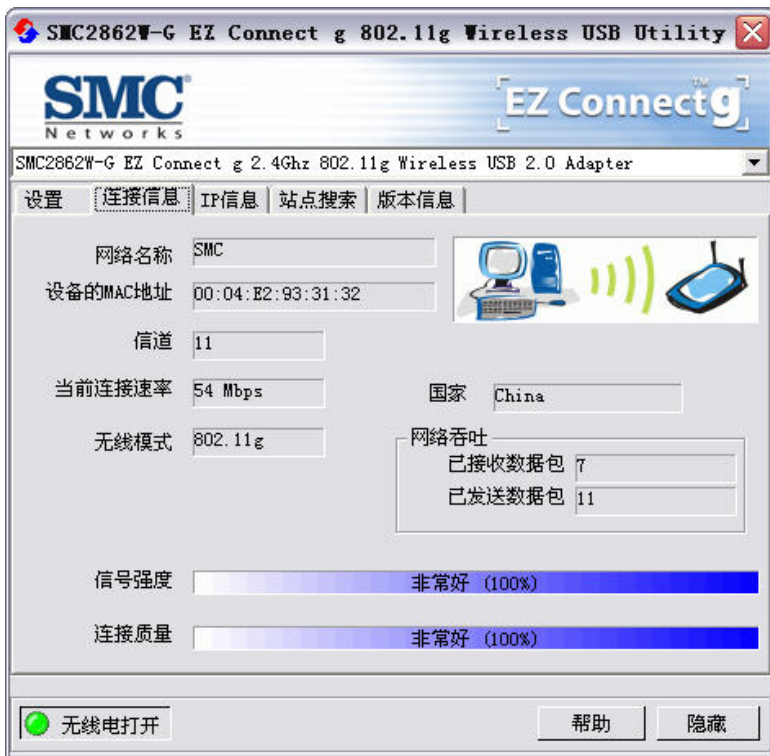 SMC2862W-G EZ Connect g 802.11g Wireless USB Utility
SMC®
Networks
EZ Connect™ g
SMC2862W-G EZ Connect g 2.4Ghz 802.11g Wireless USB 2.0 Adapter
设置 连接信息 IP信息 站点搜索 版本信息
网络名称 SMC
设备的MAC地址 00:04:E2:93:31:32
信道 11
当前连接速率 54 Mbps 国家 China
无线模式 802.11g 网络吞吐
已接收数据包 7
已发送数据包 11
信号强度 非常好 (100%)
连接质量 非常好 (100%)
无线电打开 帮助 隐藏